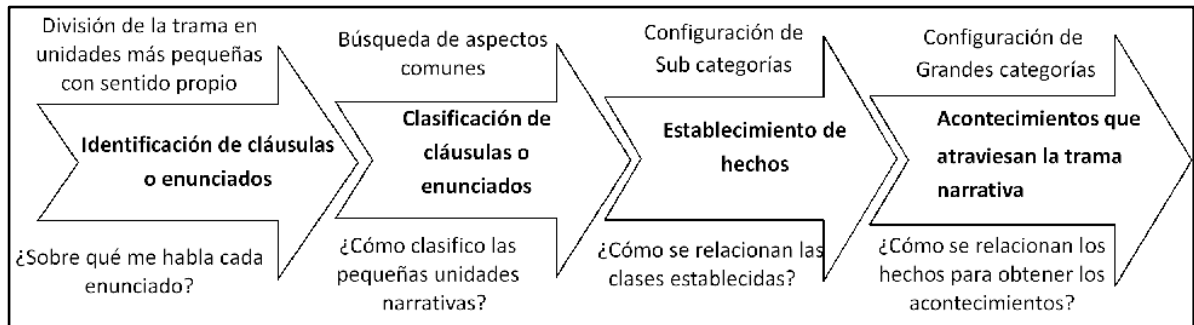 División de la trama en
unidades más pequeñas
con sentido propio
Identificación de cláusulas
o enunciados
¿Sobre qué me habla cada
enunciado?
Búsqueda de aspectos
comunes
Clasificación de
cláusulas o
enunciados
¿Cómo clasifico las
pequeñas unidades
narrativas?
Configuración de
Sub categorías
Establecimiento de
hechos
¿Cómo se relacionan las
clases establecidas?
Configuración de
Grandes categorías
Acontecimientos que
atraviesan la trama
narrativa
¿Cómo se relacionan los
hechos para obtener los
acontecimientos?